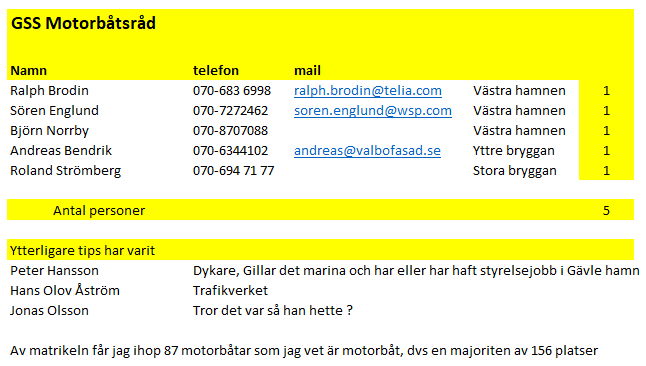 GSS Motorbåtsråd
Namn telefon mail
Ralph Brodin 070-683 6998 ralph.brodin@telia.com Västra hamnen 1
Sören Englund 070-7272462 soren.englund@wsp.com Västra hamnen 1
Björn Norrby 070-8707088 Västra hamnen 1
Andreas Bendrik 070-6344102 andreas@valbofasad.se Yttre bryggan 1
Roland Strömberg 070-694 71 77 Stora bryggan 1
Antal personer 5
Ytterligare tips har varit
Peter Hansson Dykare, Gillar det marina och har eller har haft styrelsejobb i Gävle hamn
Hans Olov Åström Trafikverket
Jonas Olsson Tror det var så han hette ?
Av matrikeln får jag ihop 87 motorbåtar som jag vet är motorbåt, dvs en majoriten av 156 platser